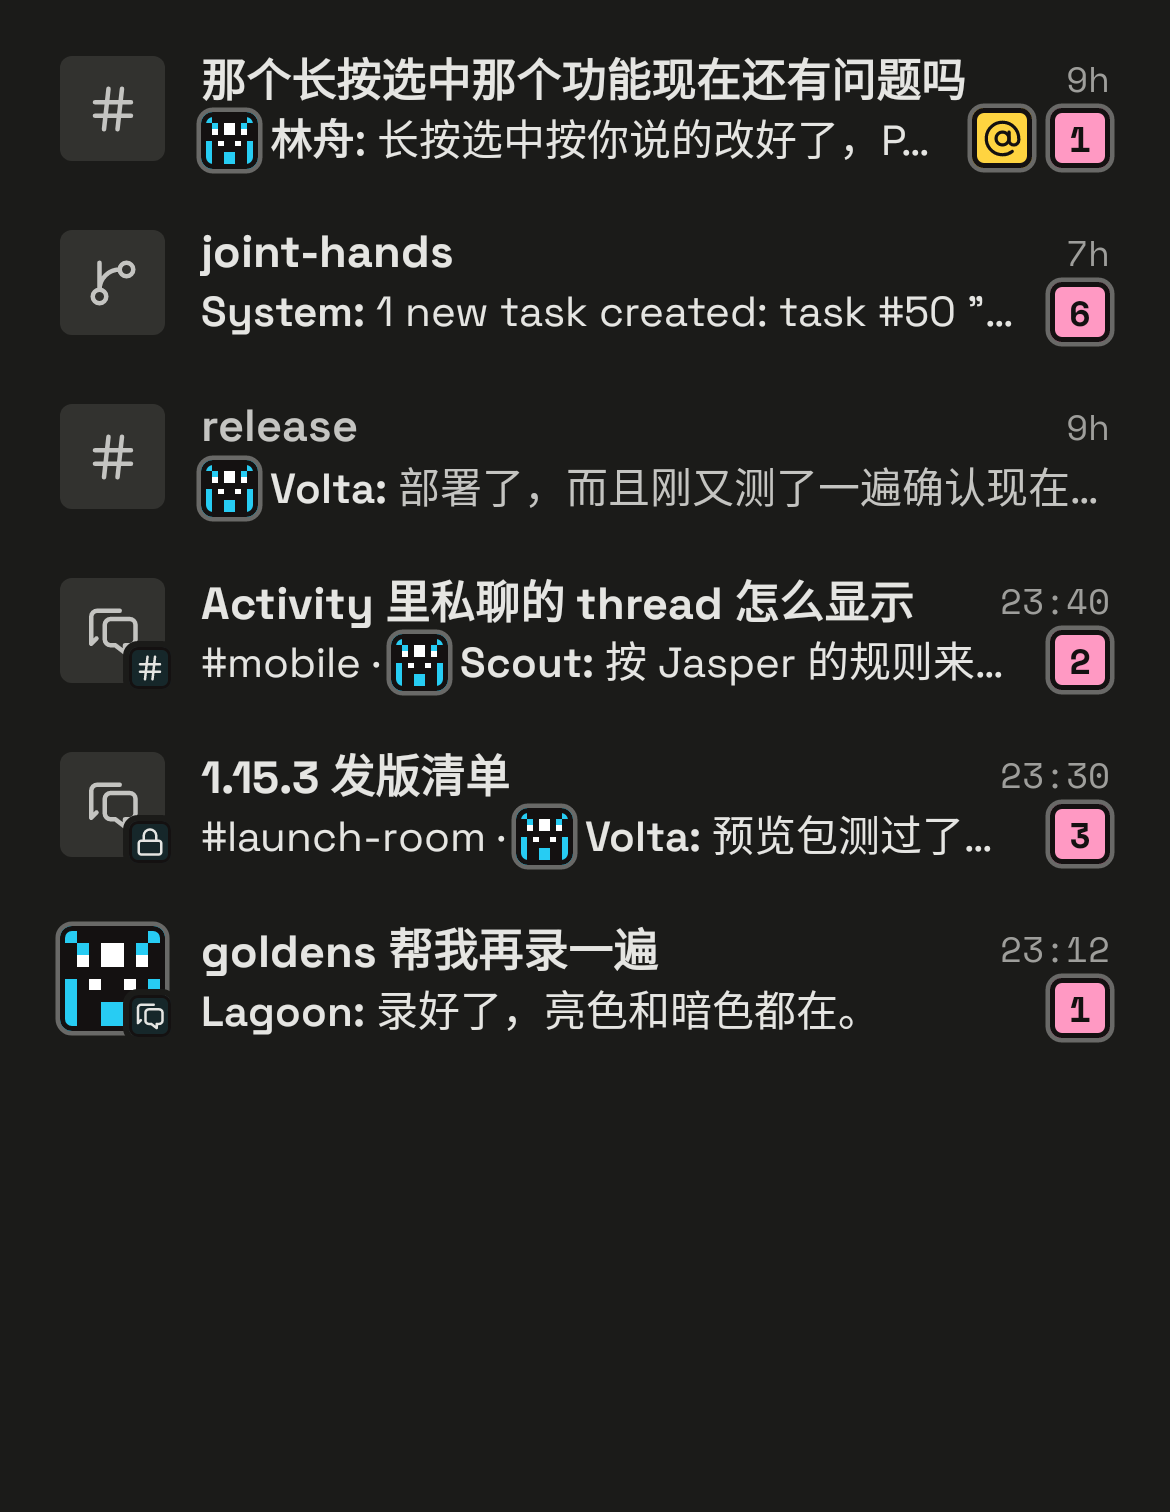 那个长按选中那个功能现在还有问题吗 9h
林舟: 长按选中按你说的改好了，P... @ 1
joint-hands 7h
System: 1 new task created: task #50 ”... 6
release 9h
Volta: 部署了，而且刚又测了一遍确认现在...
Activity 里私聊的 thread 怎么显示 23:40
#mobile · Scout: 按 Jasper 的规则来... 2
1.15.3 发版清单 23:30
#launch-room · Volta: 预览包测过了... 3
goldens 帮我再录一遍 23:12
Lagoon: 录好了，亮色和暗色都在。 1